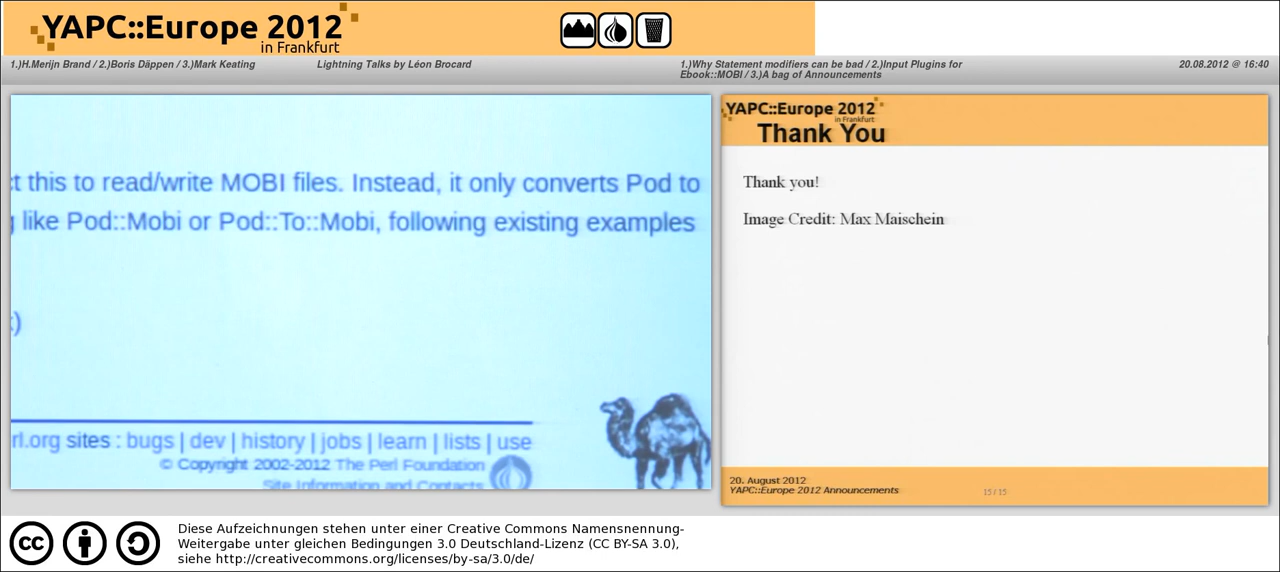 YAPC::Europe 2012
in Frankfurt
1.)H.Merijn Brand / 2.)Boris Däppen / 3.)Mark Keating
Lightning Talks by Léon Brocard
1.)Why Statement modifiers can be bad / 2.)Input Plugins for
Ebook::MOBI / 3.)A bag of Announcements
20.08.2012 @ 16:40
t this to read/write MOBI files. Instead, it only converts Pod to
like Pod::Mobi or Pod::To::Mobi, following existing examples
)
rl.org sites : bugs | dev | history | jobs | learn | lists | use
© Copyright 2002-2012 The Perl Foundation
Site Information and Contacts
YAPC::Europe 2012
in Frankfurt
Thank You
Thank you!
Image Credit: Max Maischein
20. August 2012
YAPC::Europe 2012 Announcements
15 / 15
cc
Diese Aufzeichnungen stehen unter einer Creative Commons Namensnennung-
Weitergabe unter gleichen Bedingungen 3.0 Deutschland-Lizenz (CC BY-SA 3.0),
siehe http://creativecommons.org/licenses/by-sa/3.0/de/